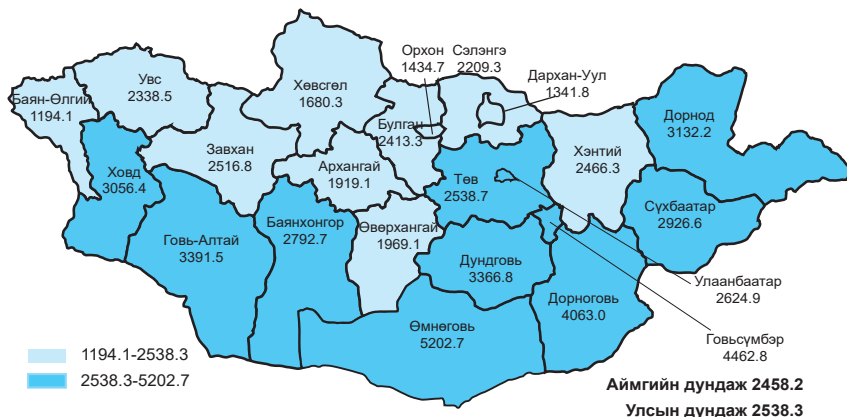 Орхон
1434.7
Сэлэнгэ
2209.3
Увс
2338.5
Хөвсгөл
1680.3
Дархан-Уул
1341.8
Баян-Өлгий
1194.1
Булган
2413.3
Дорнод
3132.2
Завхан
2516.8
Хэнтий
2466.3
Ховд
3056.4
Архангай
1919.1
Төв
2538.7
Сүхбаатар
2926.6
Говь-Алтай
3391.5
Баянхонгор
2792.7
Өвөрхангай
1969.1
Дундговь
3366.8
Улаанбаатар
2624.9
Дорноговь
4063.0
Өмнөговь
5202.7
Говьсүмбэр
4462.8
1194.1-2538.3
2538.3-5202.7
Аймгийн дундаж 2458.2
Улсын дундаж 2538.3